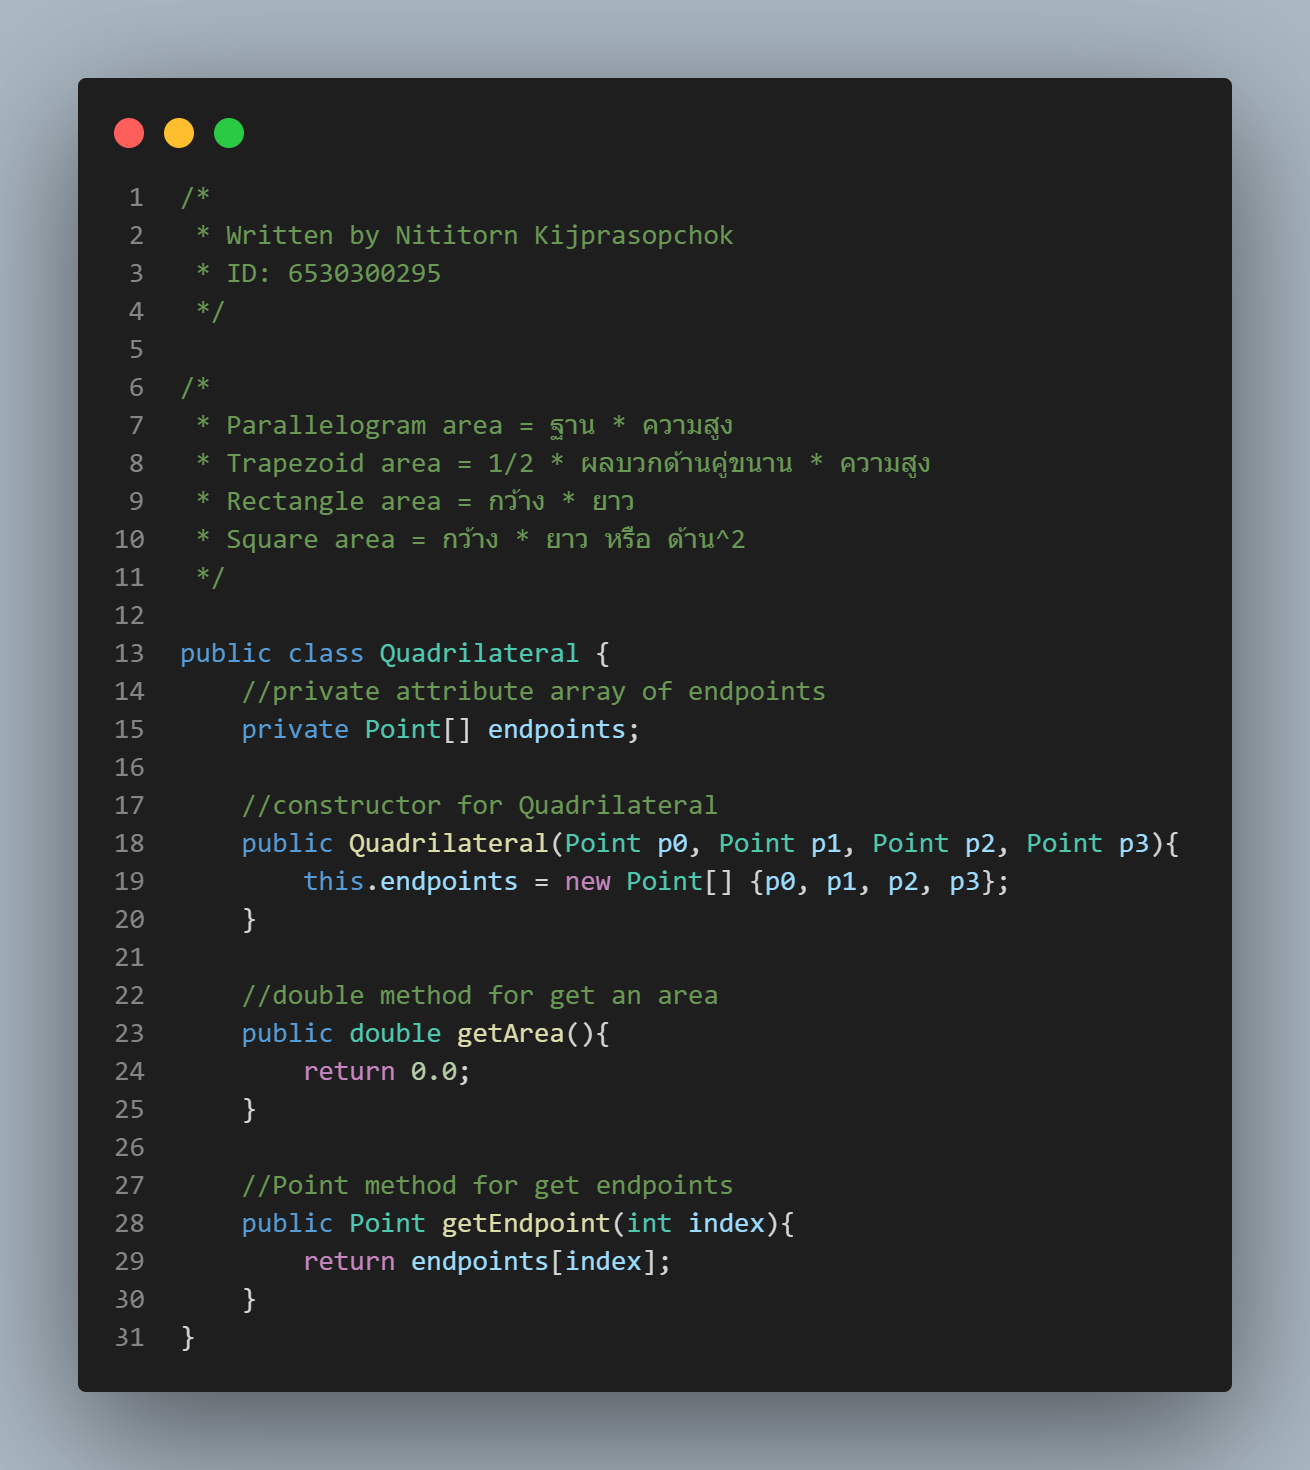 1 /*
2  * Written by Nititorn Kijprasopchok
3  * ID: 6530300295
4  */
5
6 /*
7  * Parallelogram area = ฐาน * ความสูง
8  * Trapezoid area = 1/2 * ผลบวกด้านคู่ขนาน * ความสูง
9  * Rectangle area = กว้าง * ยาว
10  * Square area = กว้าง * ยาว หรือ ด้าน^2
11  */
12
13 public class Quadrilateral {
14     //private attribute array of endpoints
15     private Point[] endpoints;
16
17     //constructor for Quadrilateral
18     public Quadrilateral(Point p0, Point p1, Point p2, Point p3){
19         this.endpoints = new Point[] {p0, p1, p2, p3};
20     }
21
22     //double method for get an area
23     public double getArea(){
24         return 0.0;
25     }
26
27     //Point method for get endpoints
28     public Point getEndpoint(int index){
29         return endpoints[index];
30     }
31 }